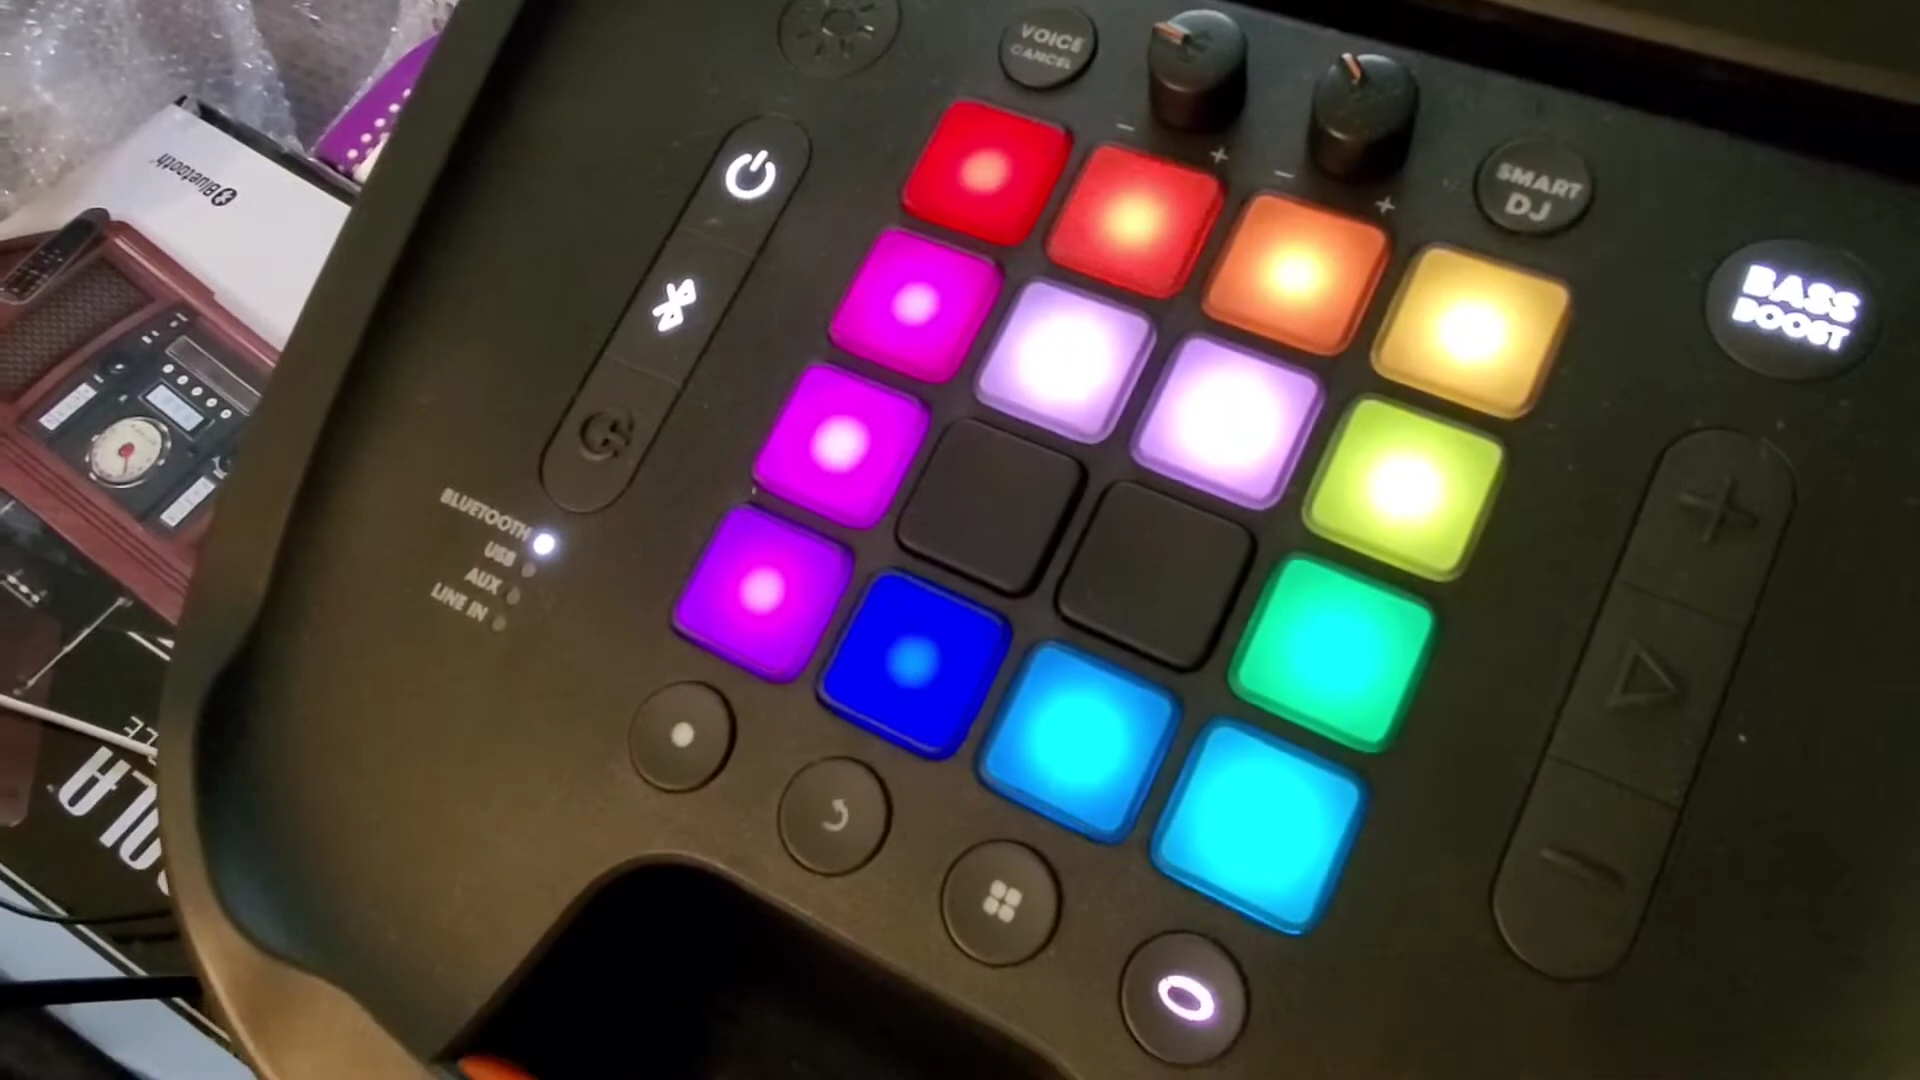 VOICE
CANCEL
SMART
DJ
BASS
BOOST
Bluetooth
BLUETOOTH
USB
AUX
LINE IN